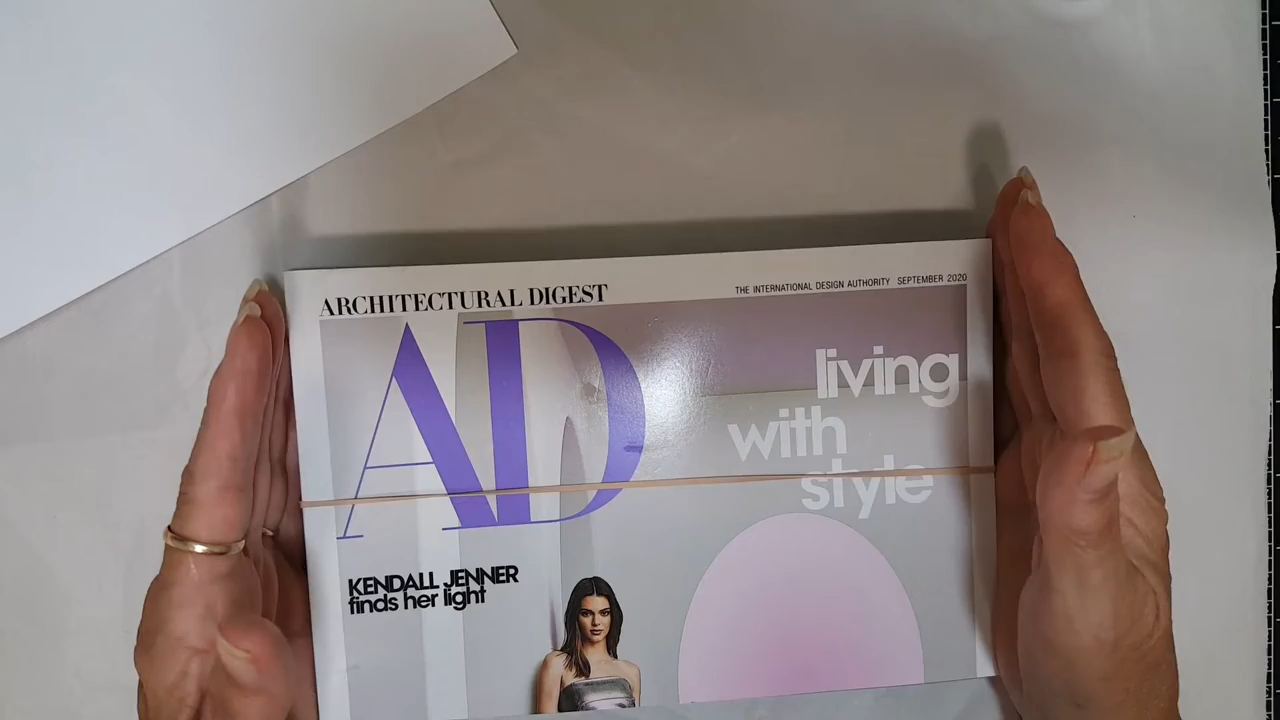 ARCHITECTURAL DIGEST
THE INTERNATIONAL DESIGN AUTHORITY SEPTEMBER 2020
AD
living
with
style
KENDALL JENNER
finds her light